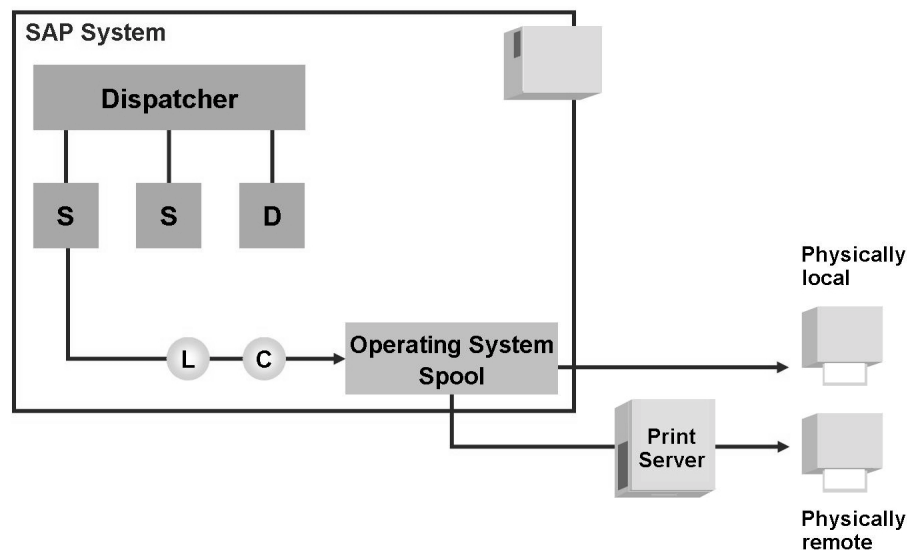 SAP System
Dispatcher
S
S
D
Physically
local
L
C
Operating System
Spool
Print
Server
Physically
remote